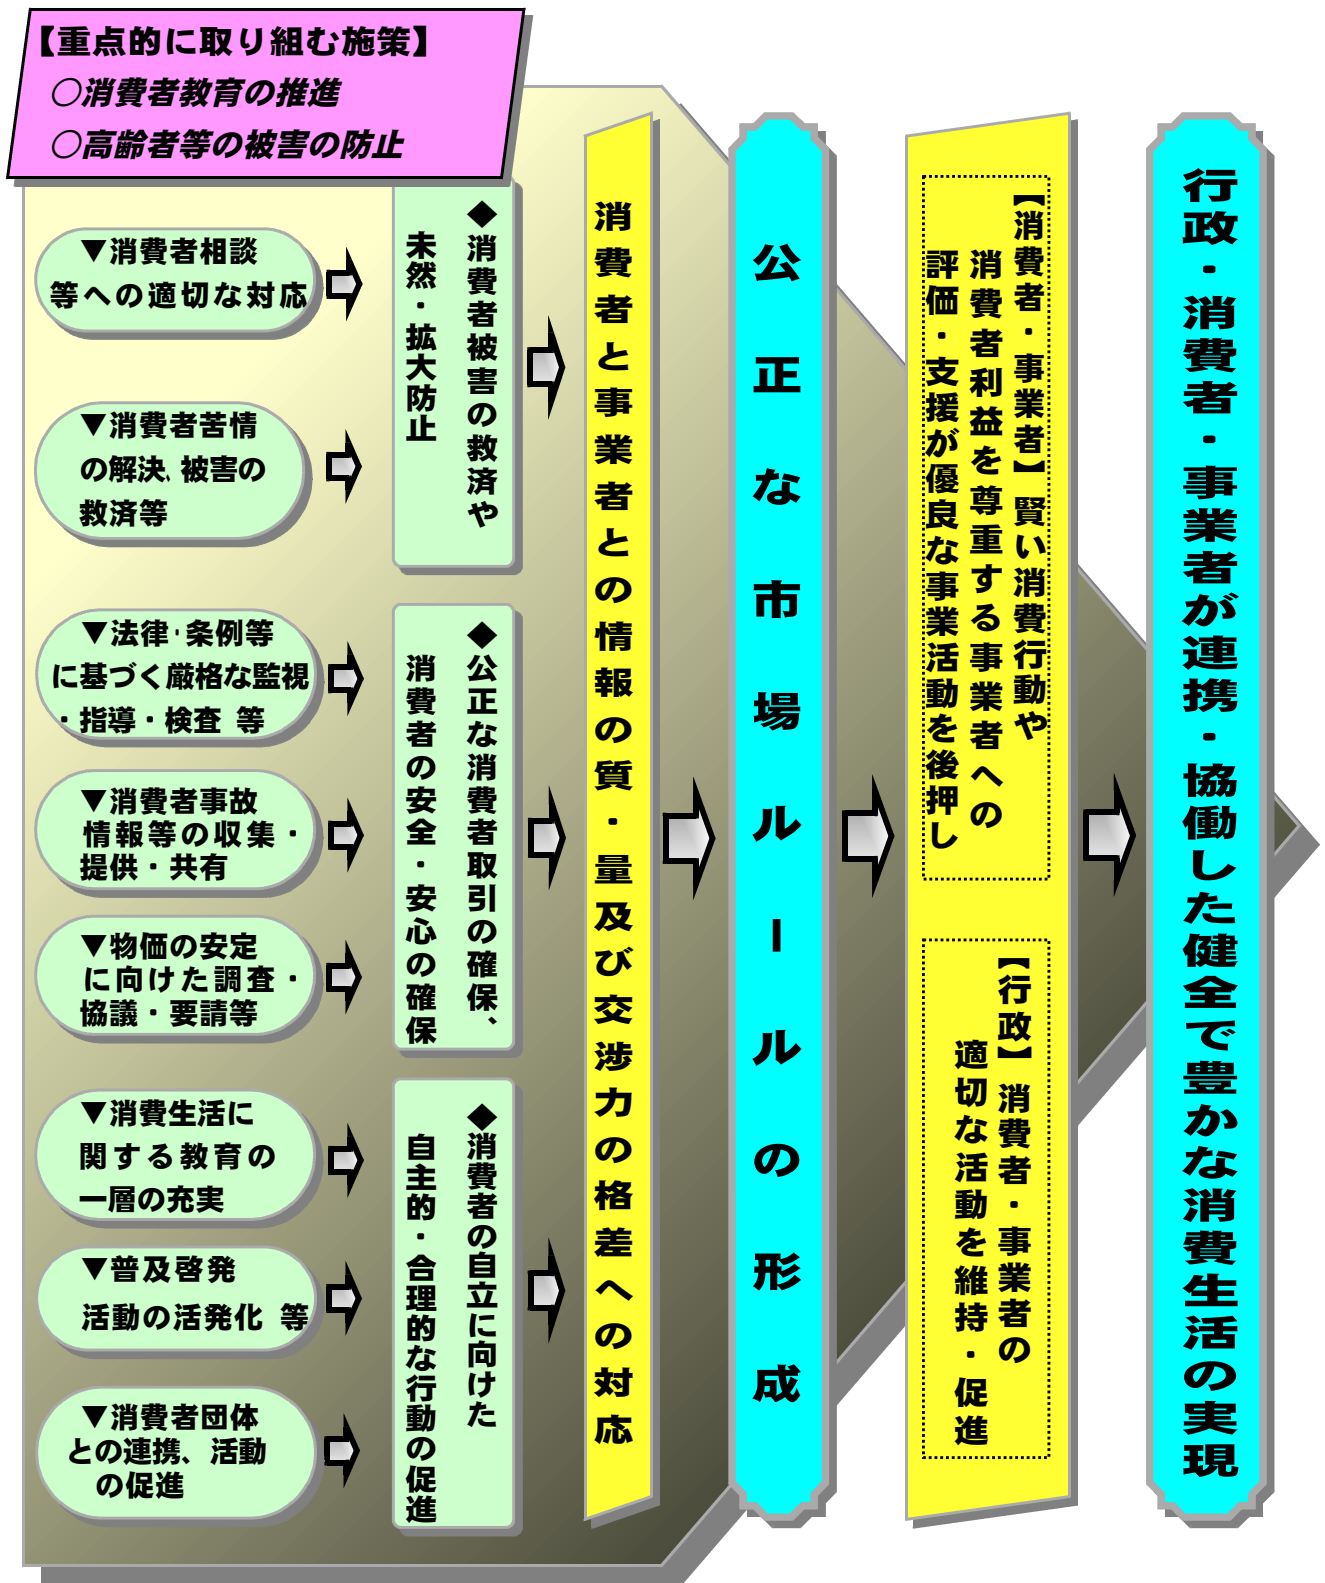 【重点的に取り組む施策】
○消費者教育の推進
○高齢者等の被害の防止
▼消費者相談
等への適切な対応
▼消費者苦情
の解決、被害の
救済等
▼法律・条例等
に基づく厳格な監視
・指導・検査 等
▼消費者事故
情報等の収集・
提供・共有
▼物価の安定
に向けた調査・
協議・要請等
▼消費生活に
関する教育の
一層の充実
▼普及啓発
活動の活発化 等
▼消費者団体
との連携、活動
の促進
◆消費者被害の救済や
未然・拡大防止
◆公正な消費者取引の確保、
消費者の安全・安心の確保
◆消費者の自立に向けた
自主的・合理的な行動の促進
消費者と事業者との情報の質・量及び交渉力の格差への対応
公正な市場ルールの形成
【消費者・事業者】賢い消費行動や
消費者利益を尊重する事業者への
評価・支援が優良な事業活動を後押し
【行政】消費者・事業者の
適切な活動を維持・促進
行政・消費者・事業者が連携・協働した健全で豊かな消費生活の実現